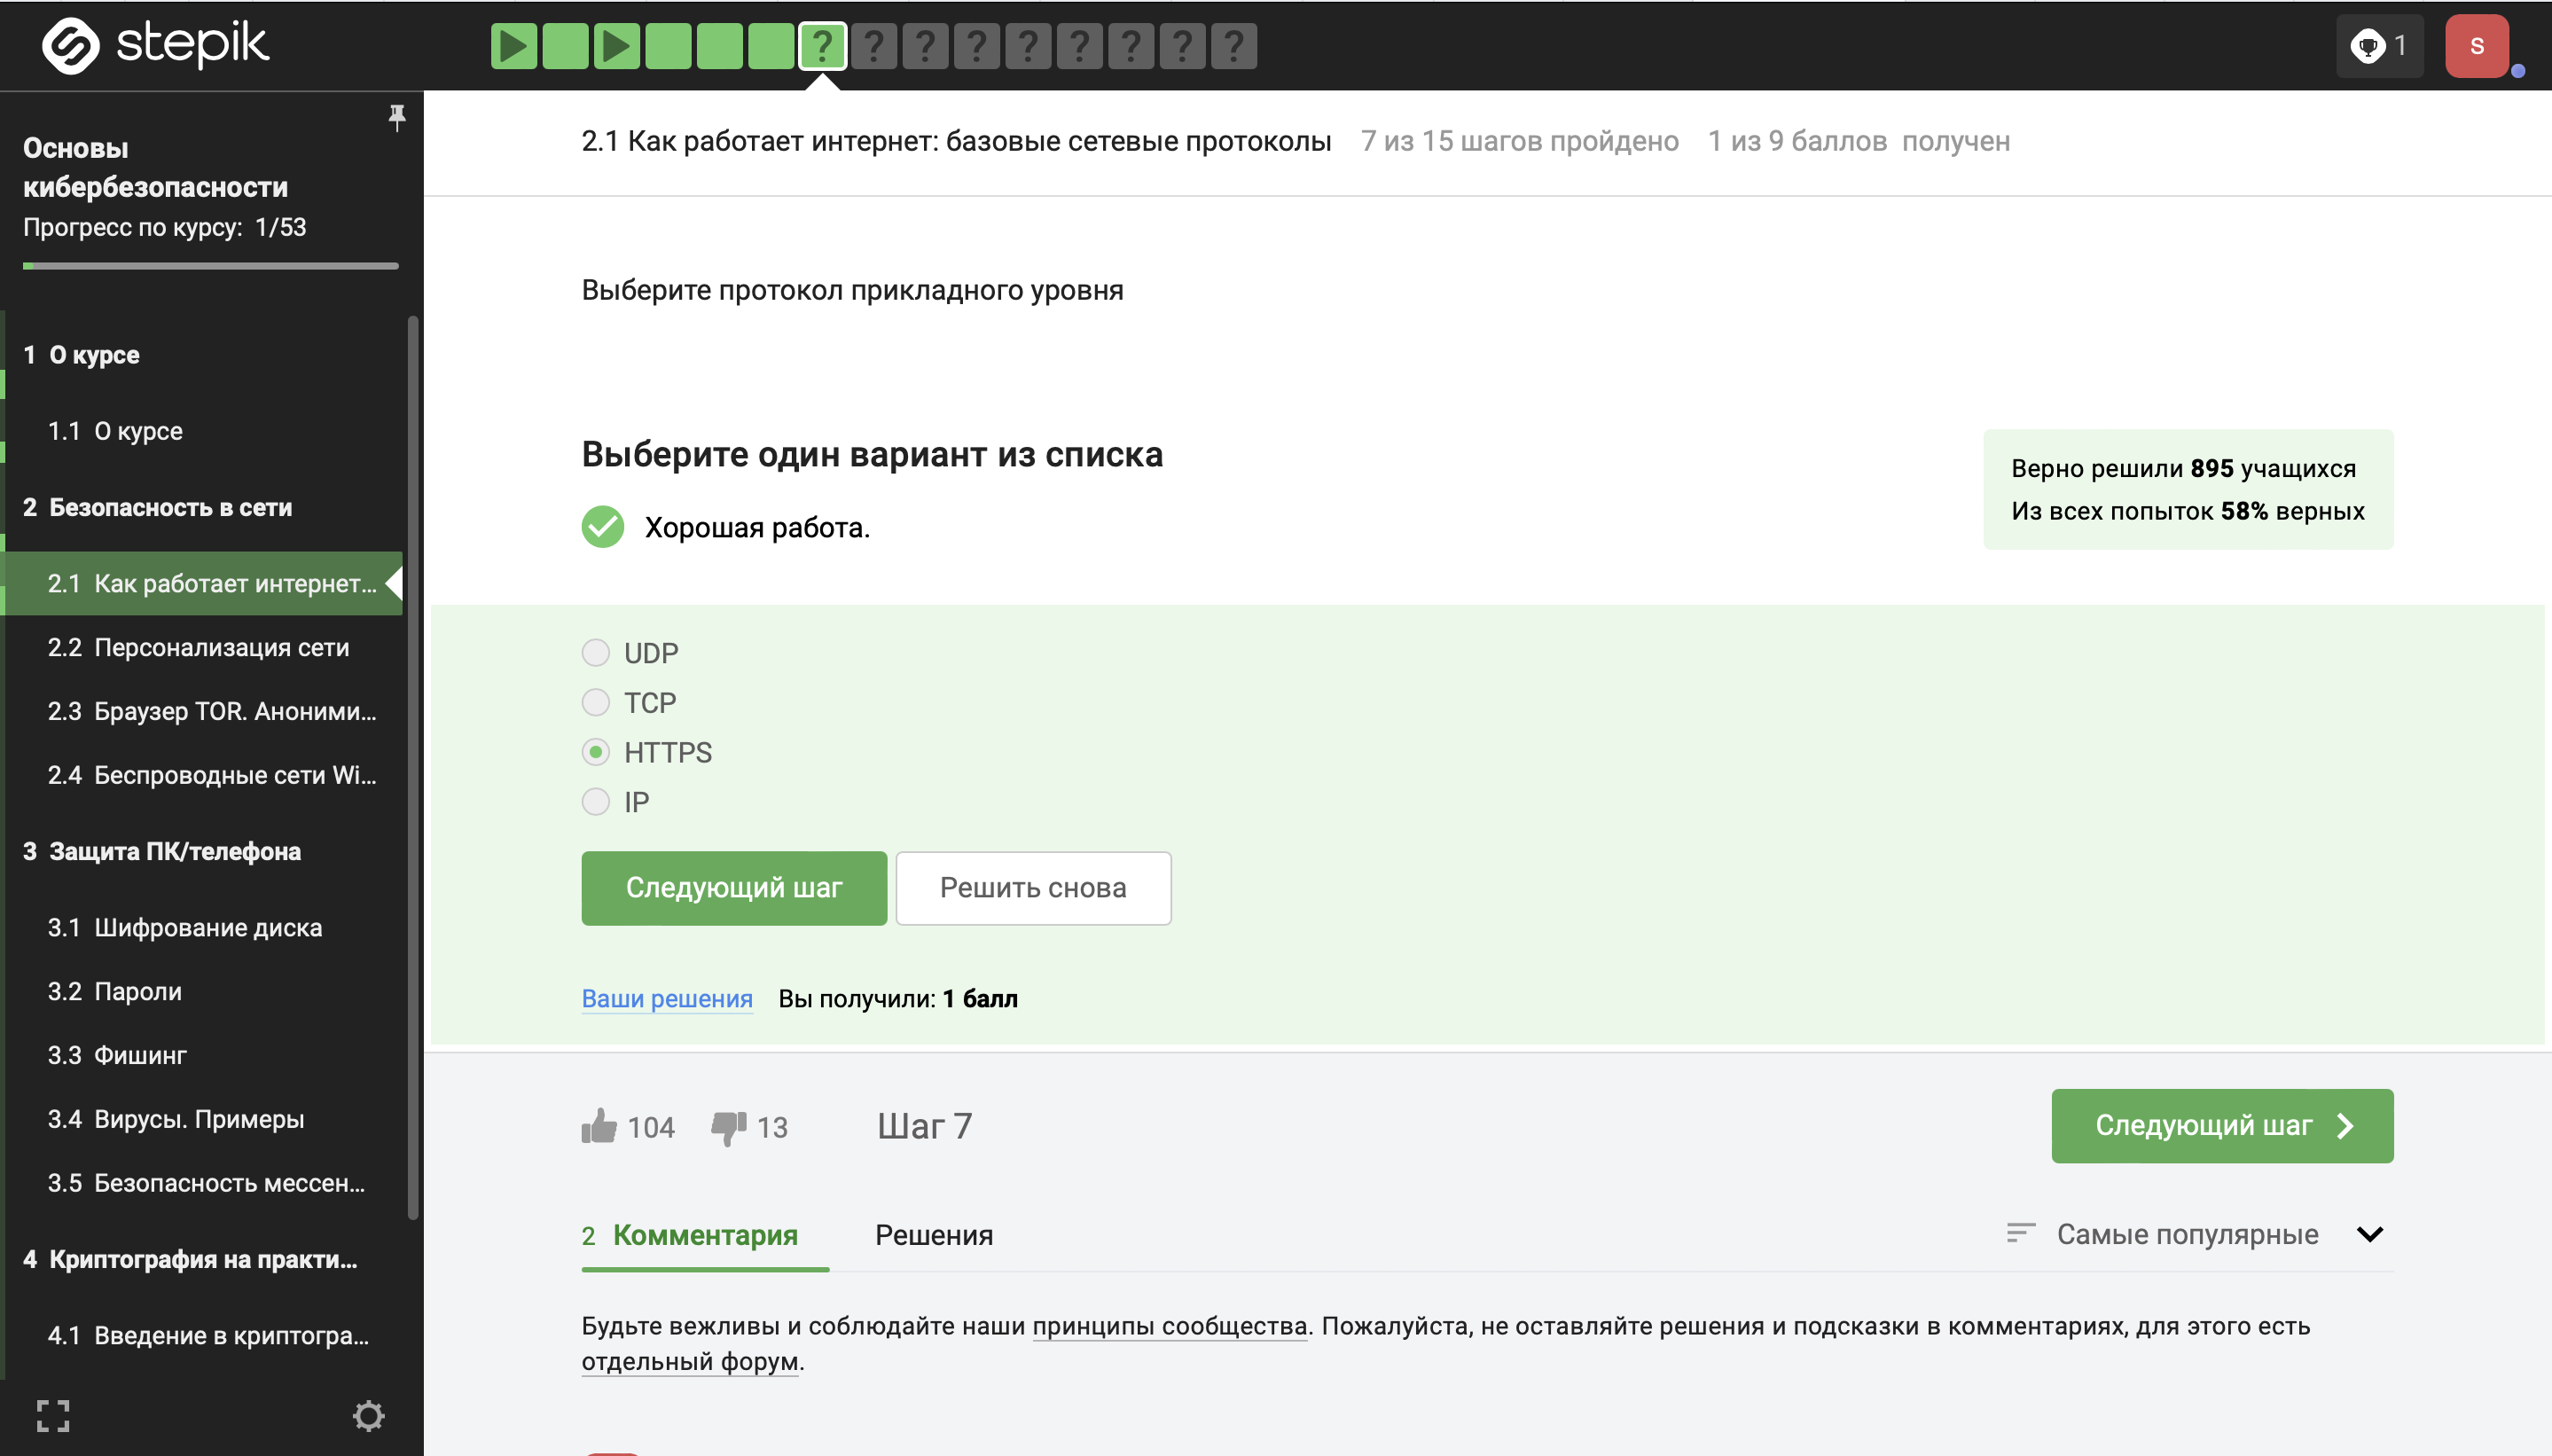 stepik
? ? ? ? ? ? ? ? ?
1
S
Основы
кибербезопасности
Прогресс по курсу: 1/53
1 О курсе
1.1 О курсе
2 Безопасность в сети
2.1 Как работает интернет...
2.2 Персонализация сети
2.3 Браузер TOR. Аноними...
2.4 Беспроводные сети Wi...
3 Защита ПК/телефона
3.1 Шифрование диска
3.2 Пароли
3.3 Фишинг
3.4 Вирусы. Примеры
3.5 Безопасность мессен...
4 Криптография на практи...
4.1 Введение в криптогра...
2.1 Как работает интернет: базовые сетевые протоколы 7 из 15 шагов пройдено 1 из 9 баллов получен
Выберите протокол прикладного уровня
Выберите один вариант из списка
Хорошая работа.
Верно решили 895 учащихся
Из всех попыток 58% верных
UDP
TCP
HTTPS
IP
Следующий шаг
Решить снова
Ваши решения Вы получили: 1 балл
104 13 Шаг 7
Следующий шаг
2 Комментария Решения
Самые популярные
Будьте вежливы и соблюдайте наши принципы сообщества. Пожалуйста, не оставляйте решения и подсказки в комментариях, для этого есть
отдельный форум.